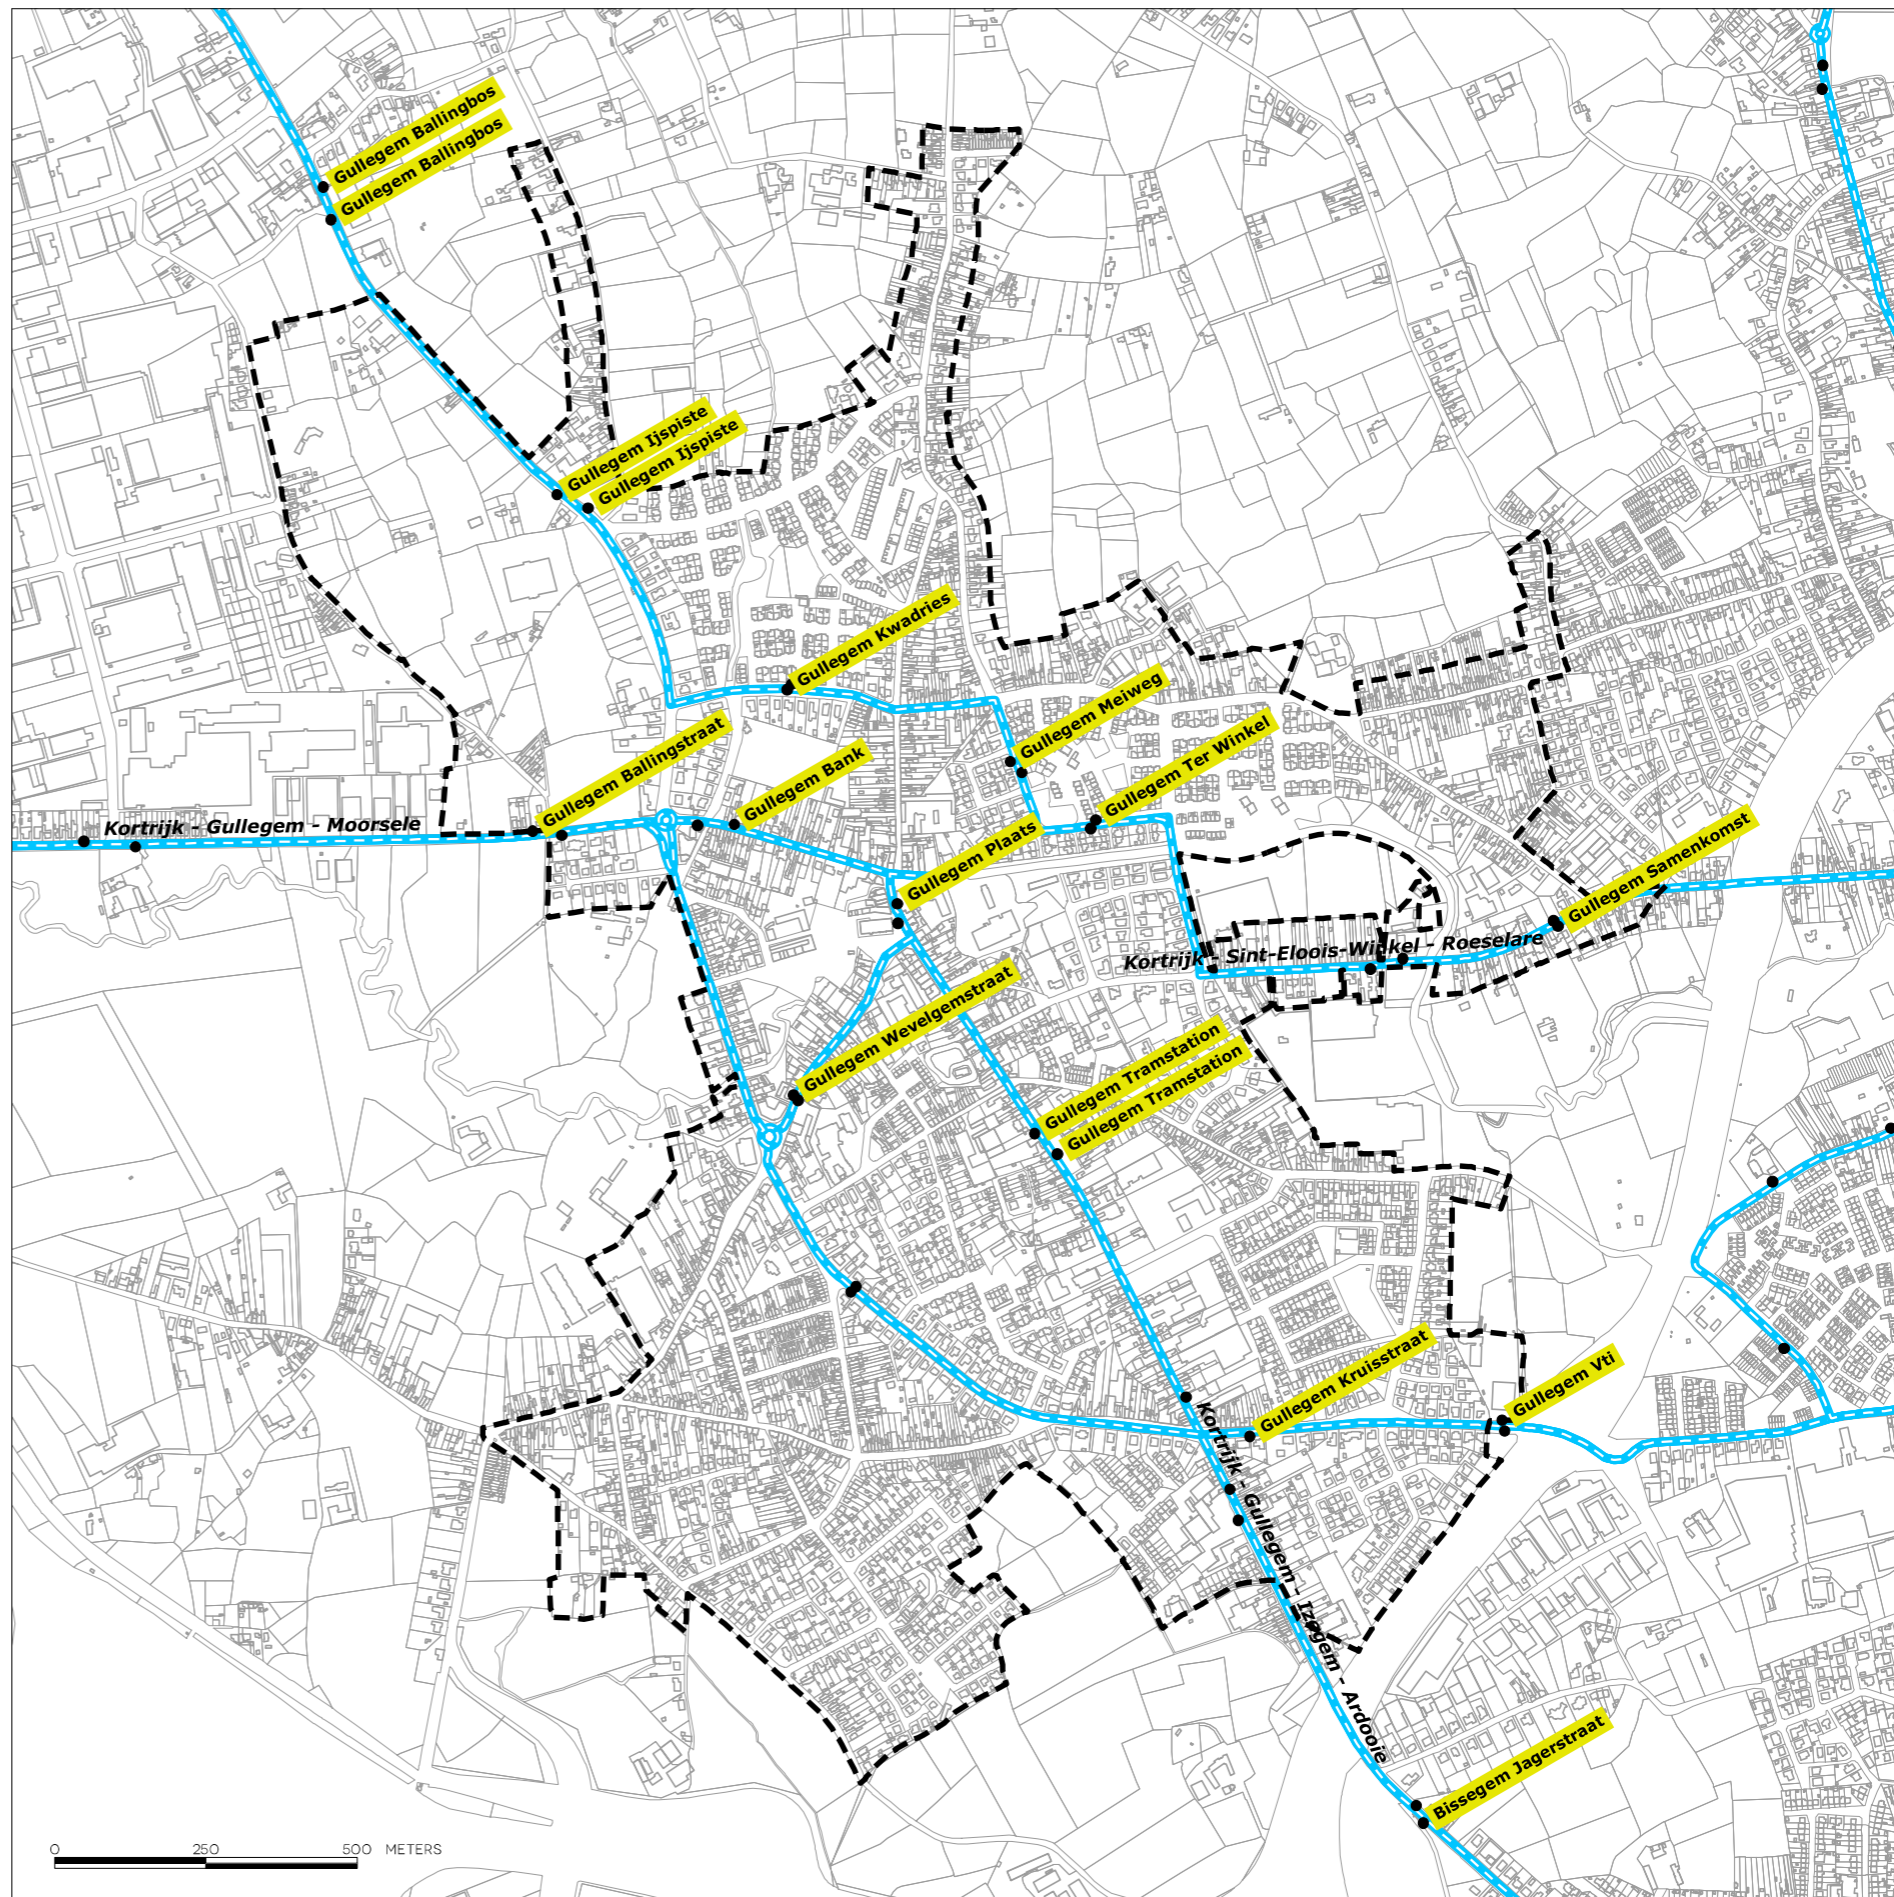 Gullegem Ballingbos
Gullegem Ballingbos
Gullegem Ijspiste
Gullegem Ijspiste
Gullegem Kwadries
Gullegem Meiweg
Gullegem Ter Winkel
Gullegem Ballingstraat
Gullegem Bank
Kortrijk - Gullegem - Moorsele
Gullegem Plaats
Gullegem Samenkomst
Kortrijk - Sint-Eloois-Winkel - Roeselare
Gullegem Wevelgemstraat
Gullegem Tramstation
Gullegem Tramstation
Gullegem Kruisstraat
Gullegem Vti
Kortrijk - Gullegem - Izegem - Ardooie
Bissegem Jagerstraat
0 250 500 METERS